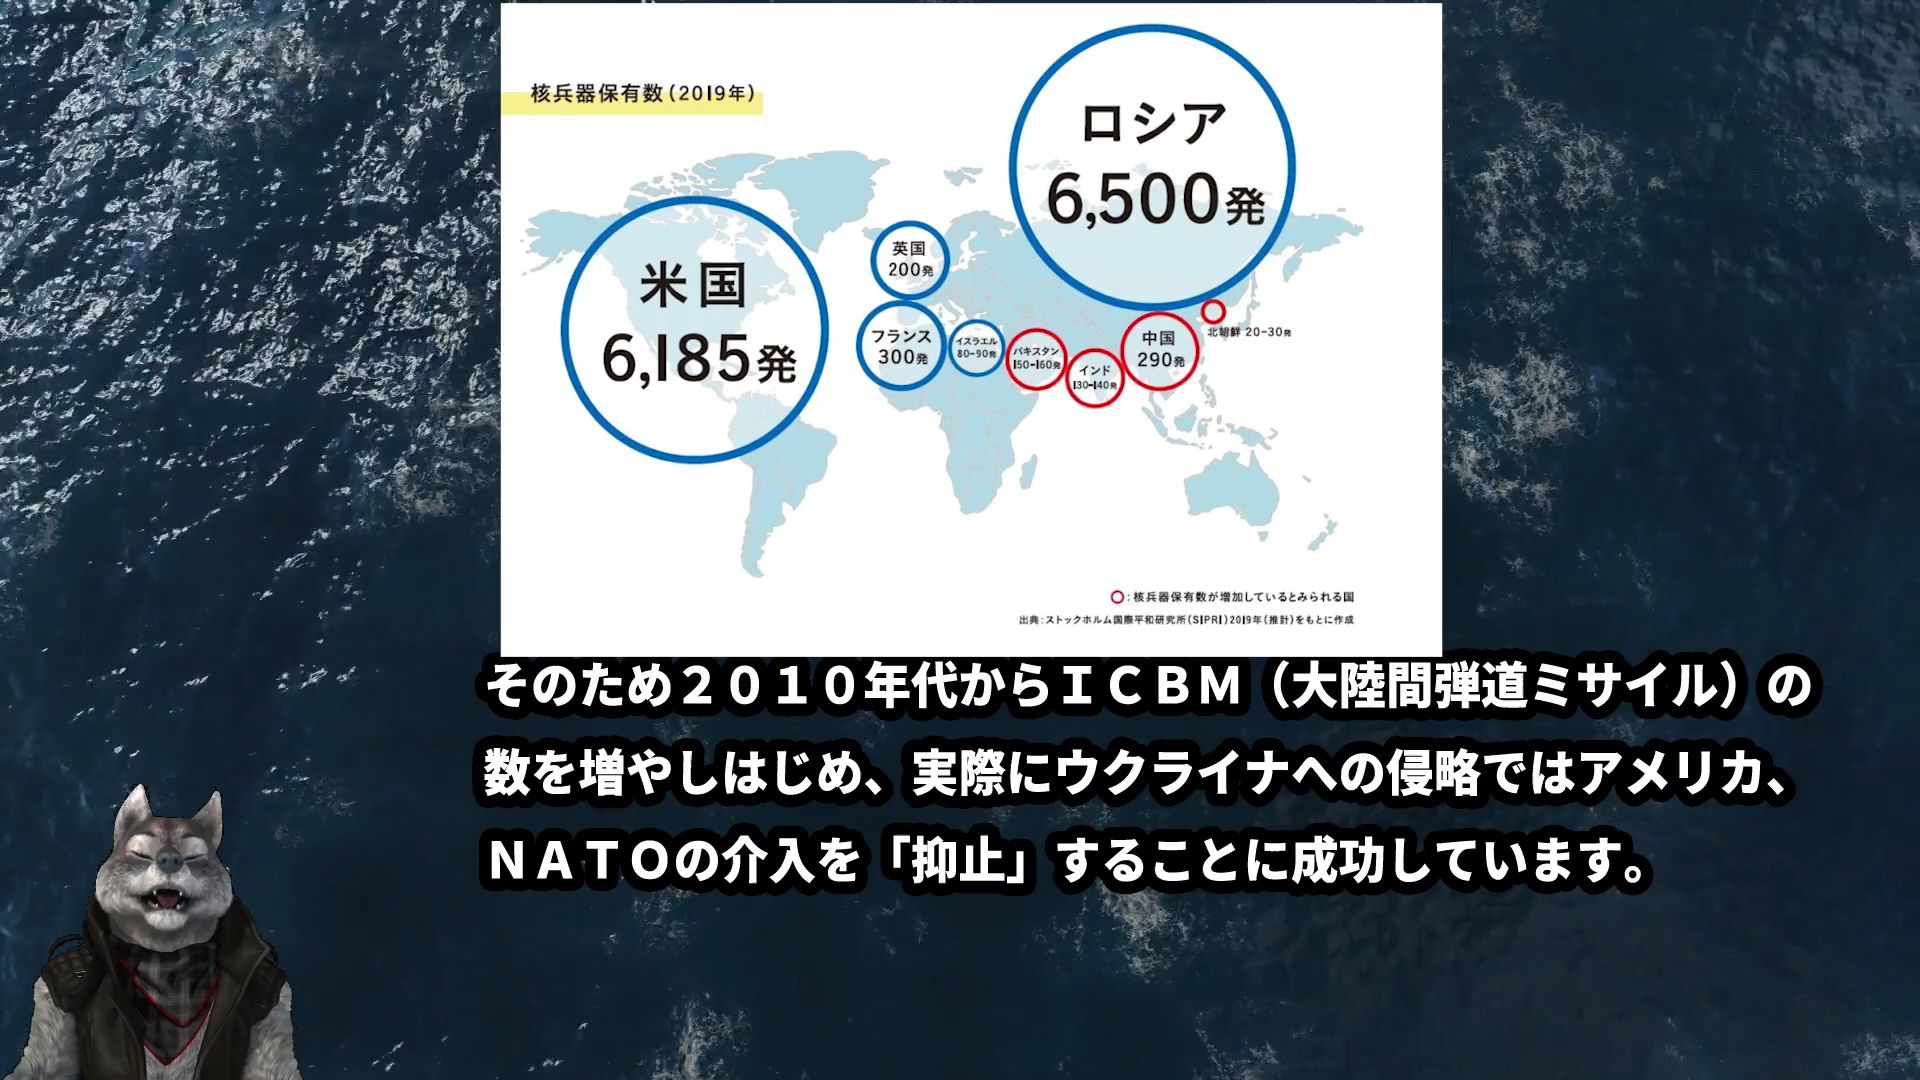 核兵器保有数(2019年)
ロシア
6,500発
米国
6,185発
英国
200発
フランス
300発
イスラエル
80-90発
パキスタン
150-160発
インド
130-140発
中国
290発
北朝鮮 20-30発
○:核兵器保有数が増加しているとみられる国
出典:ストックホルム国際平和研究所(SIPRI)2019年(推計)をもとに作成
そのため2010年代からICBM(大陸間弾道ミサイル)の
数を増やしはじめ、実際にウクライナへの侵略ではアメリカ、
NATOの介入を「抑止」することに成功しています。